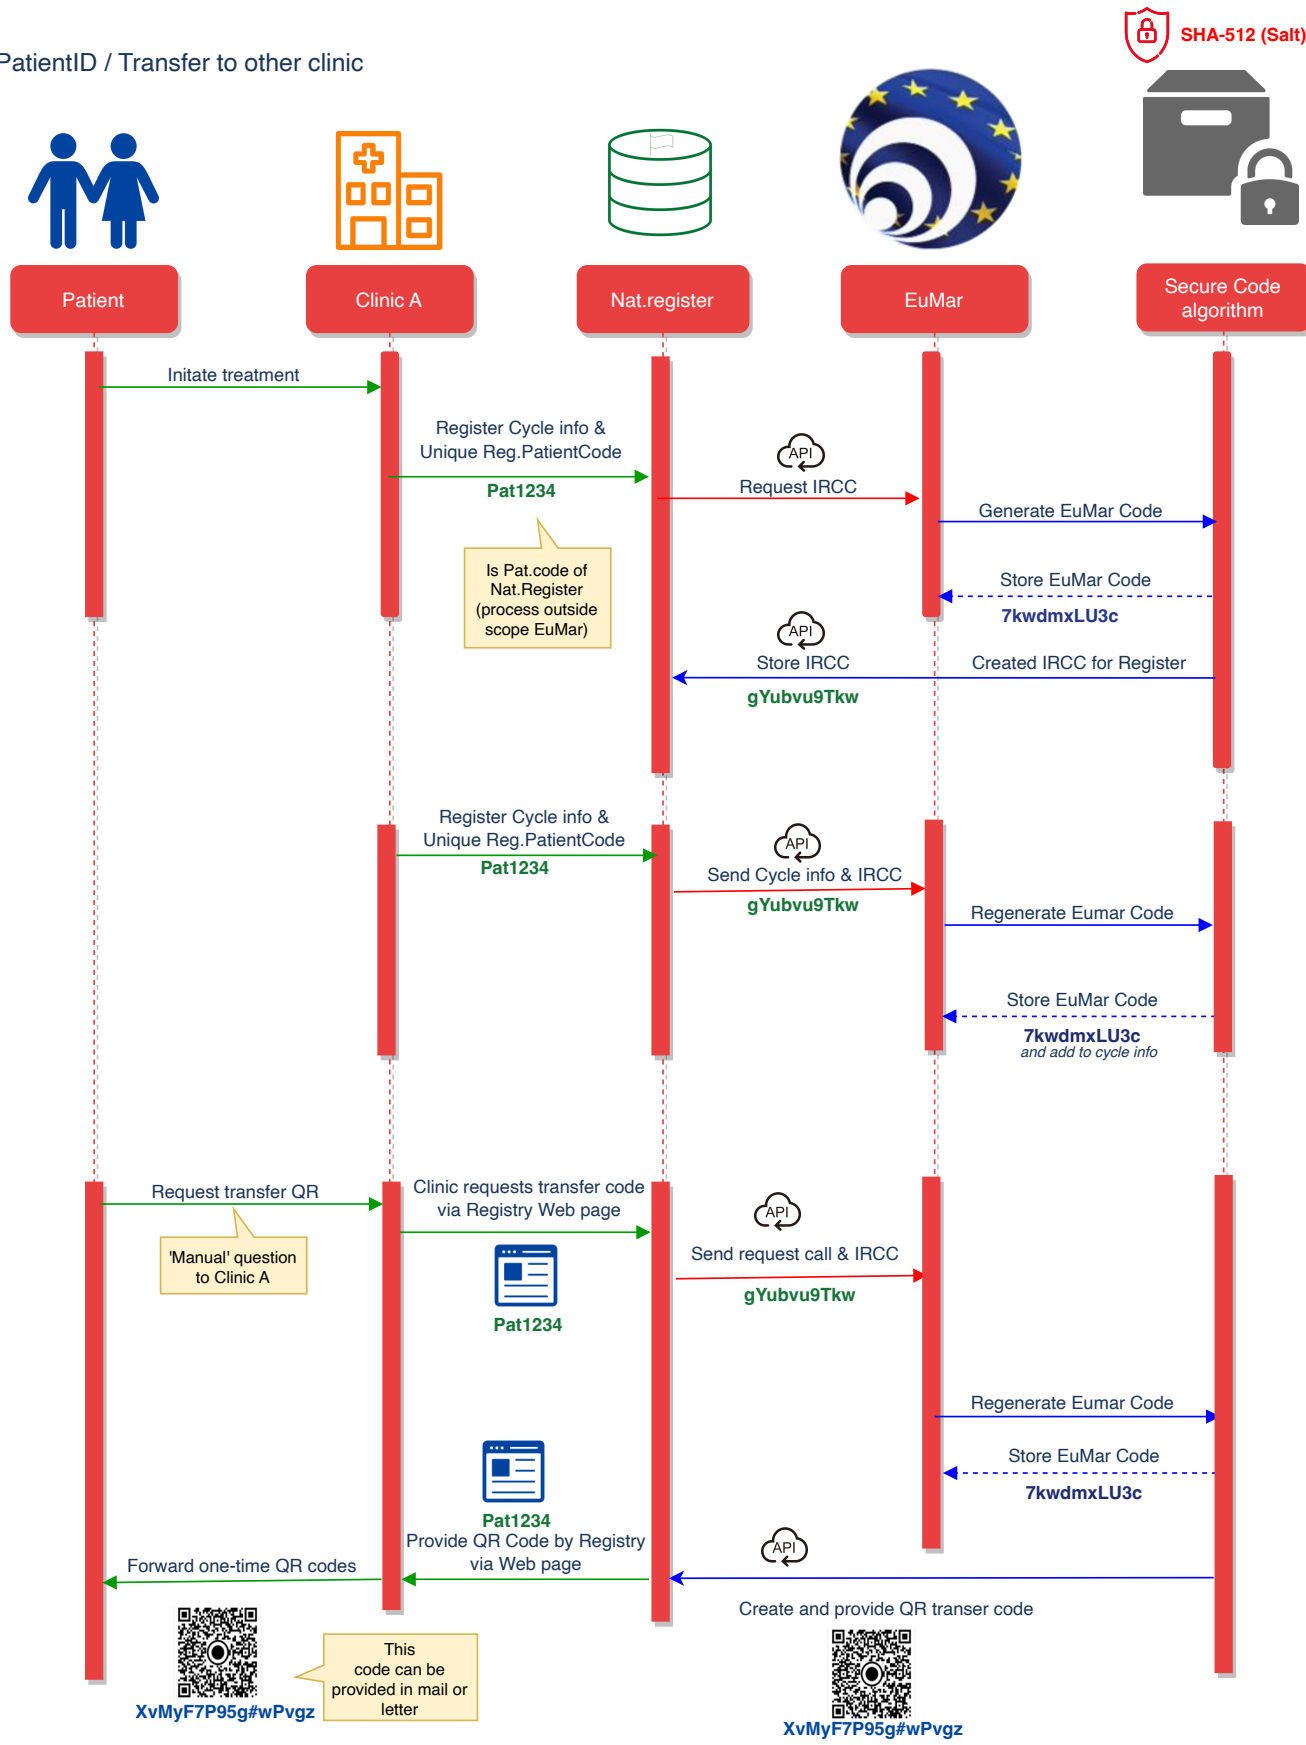 SHA-512 (Salt)
PatientID / Transfer to other clinic
Patient
Clinic A
Nat.register
EuMar
Secure Code
algorithm
Initate treatment
Register Cycle info &
Unique Reg.PatientCode
Pat1234
API
Request IRCC
Generate EuMar Code
Is Pat.code of
Nat.Register
(process outside
scope EuMar)
Store EuMar Code
7kwdmxLU3c
API
Store IRCC
Created IRCC for Register
gYubvu9Tkw
Register Cycle info &
Unique Reg.PatientCode
Pat1234
API
Send Cycle info & IRCC
gYubvu9Tkw
Regenerate Eumar Code
Store EuMar Code
7kwdmxLU3c
and add to cycle info
Request transfer QR
Clinic requests transfer code
via Registry Web page
'Manual' question
to Clinic A
API
Send request call & IRCC
gYubvu9Tkw
Pat1234
Regenerate Eumar Code
Store EuMar Code
7kwdmxLU3c
Pat1234
Provide QR Code by Registry
via Web page
API
Forward one-time QR codes
Create and provide QR transer code
This
code can be
provided in mail or
letter
XvMyF7P95g#wPvgz
XvMyF7P95g#wPvgz